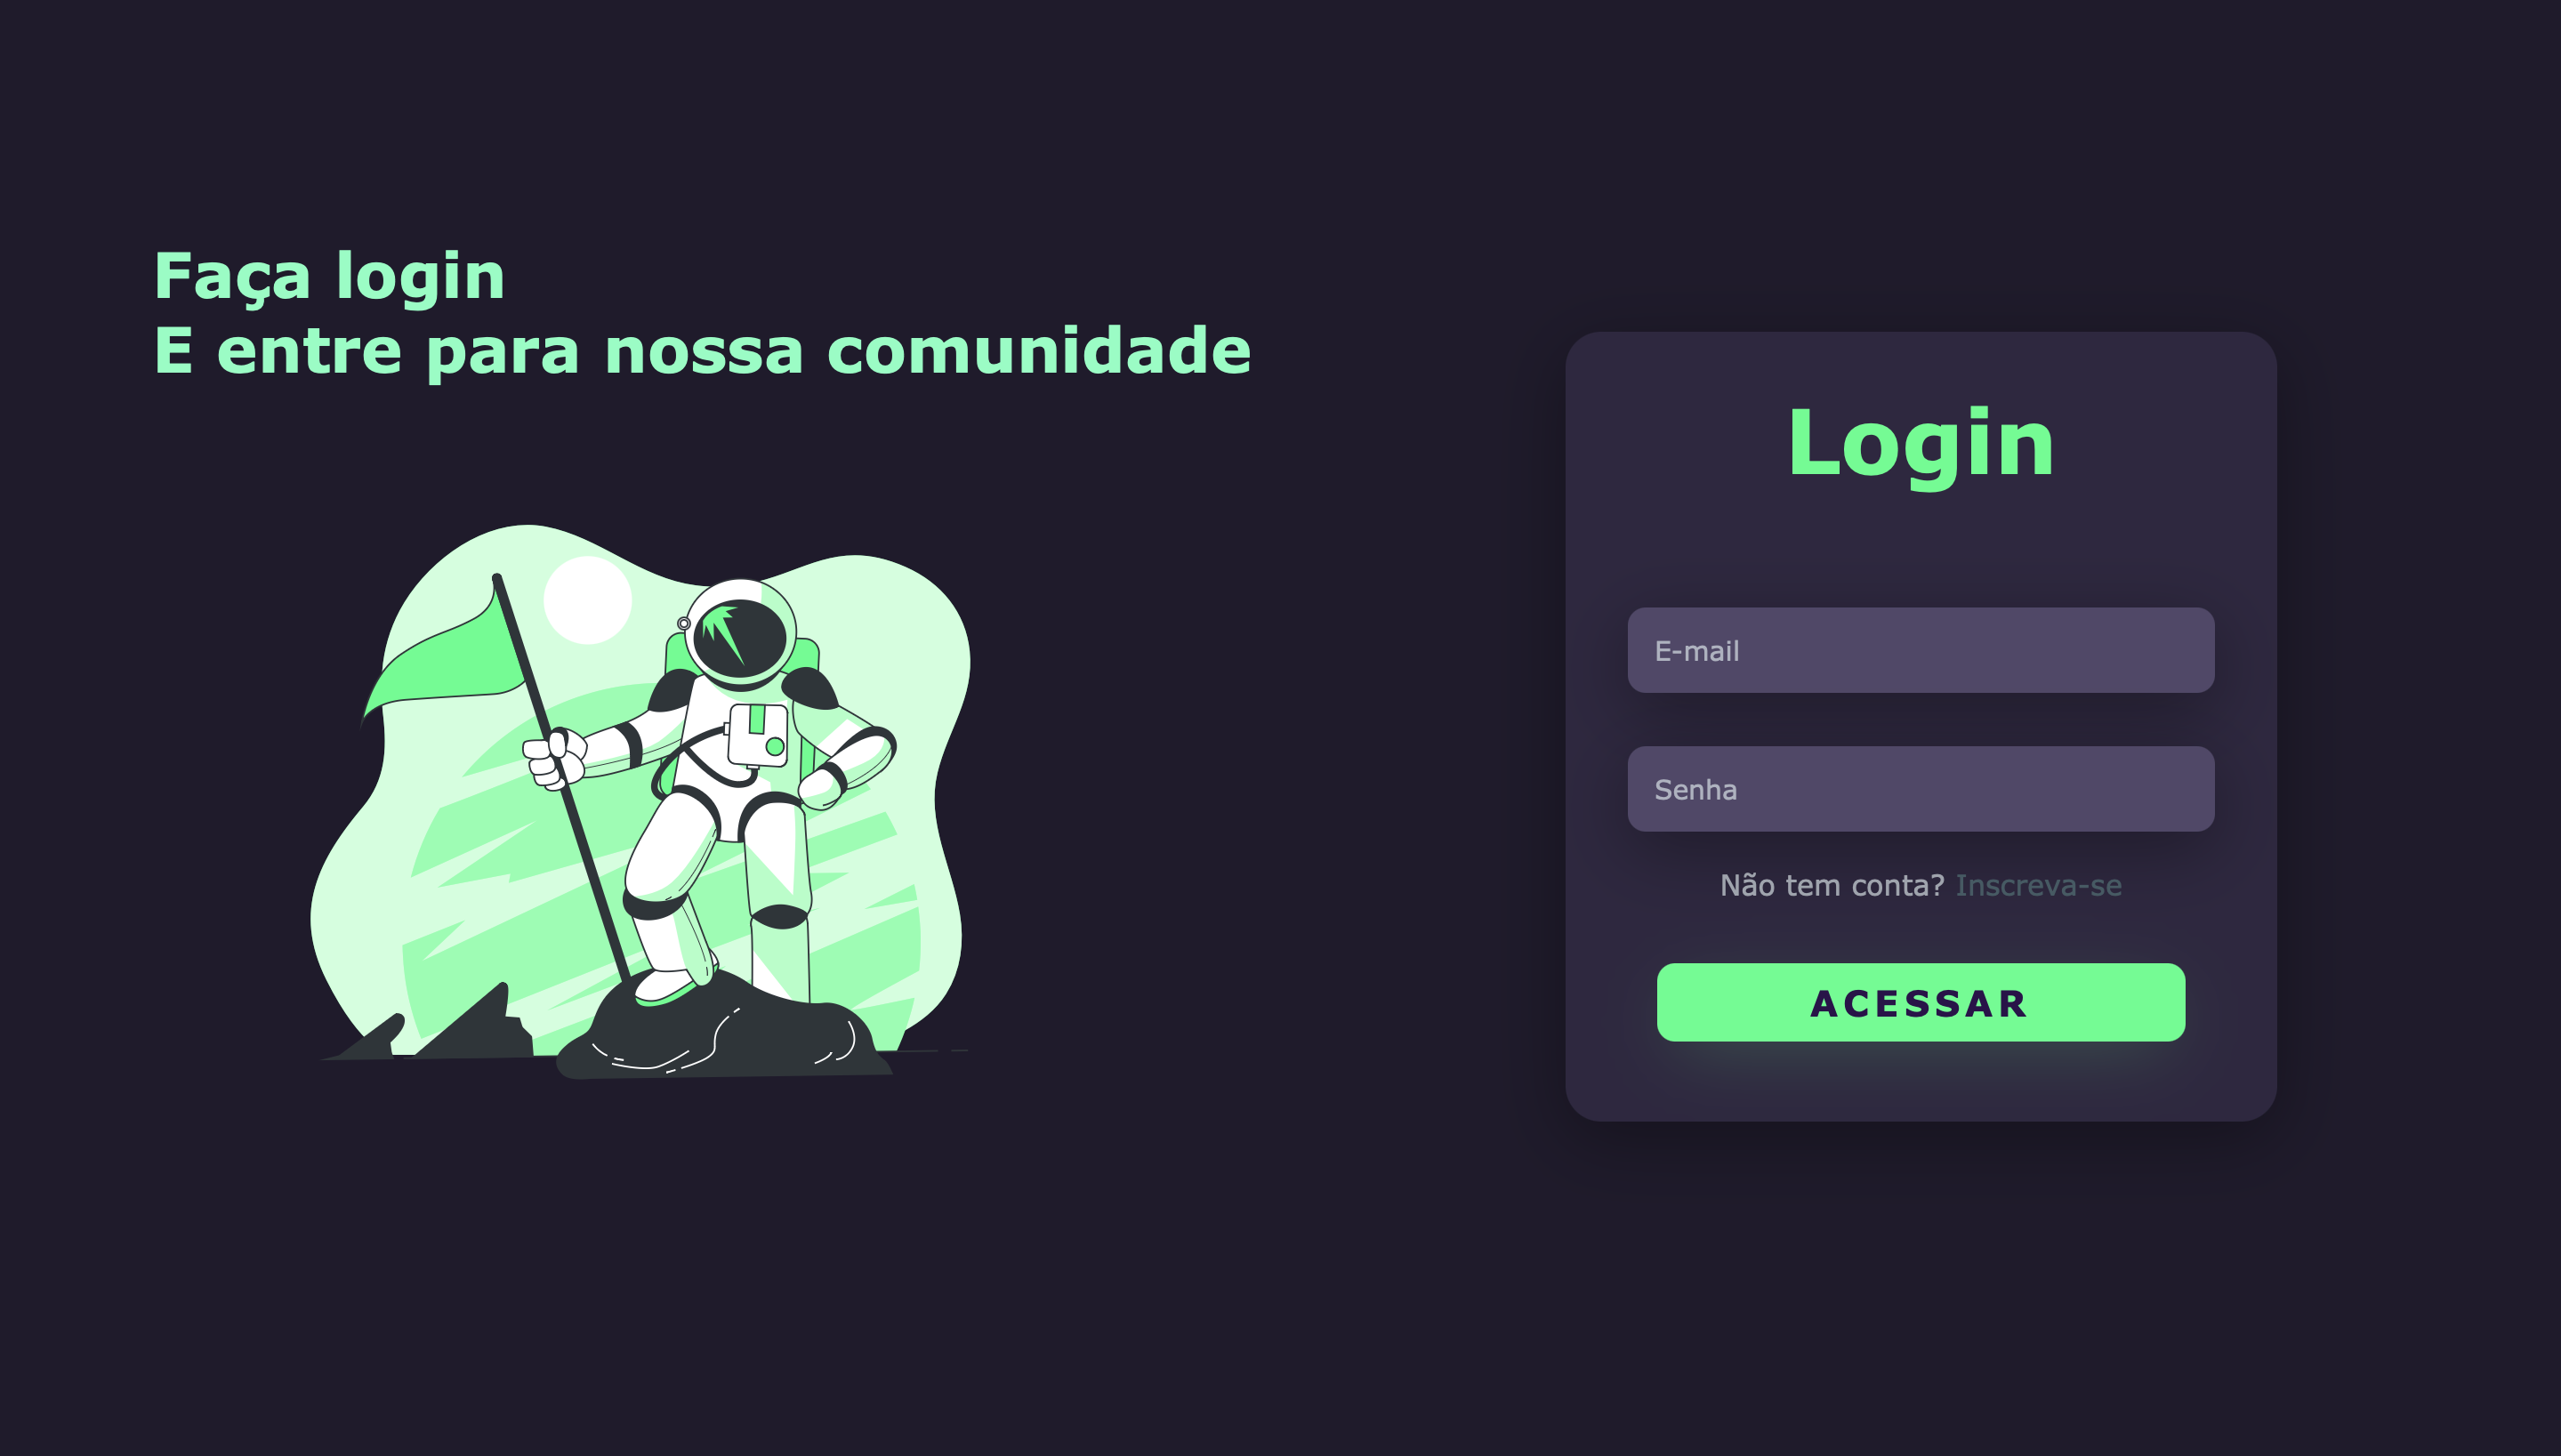 Faça login
E entre para nossa comunidade
Login
E-mail
Senha
Não tem conta? Inscreva-se
ACESSAR